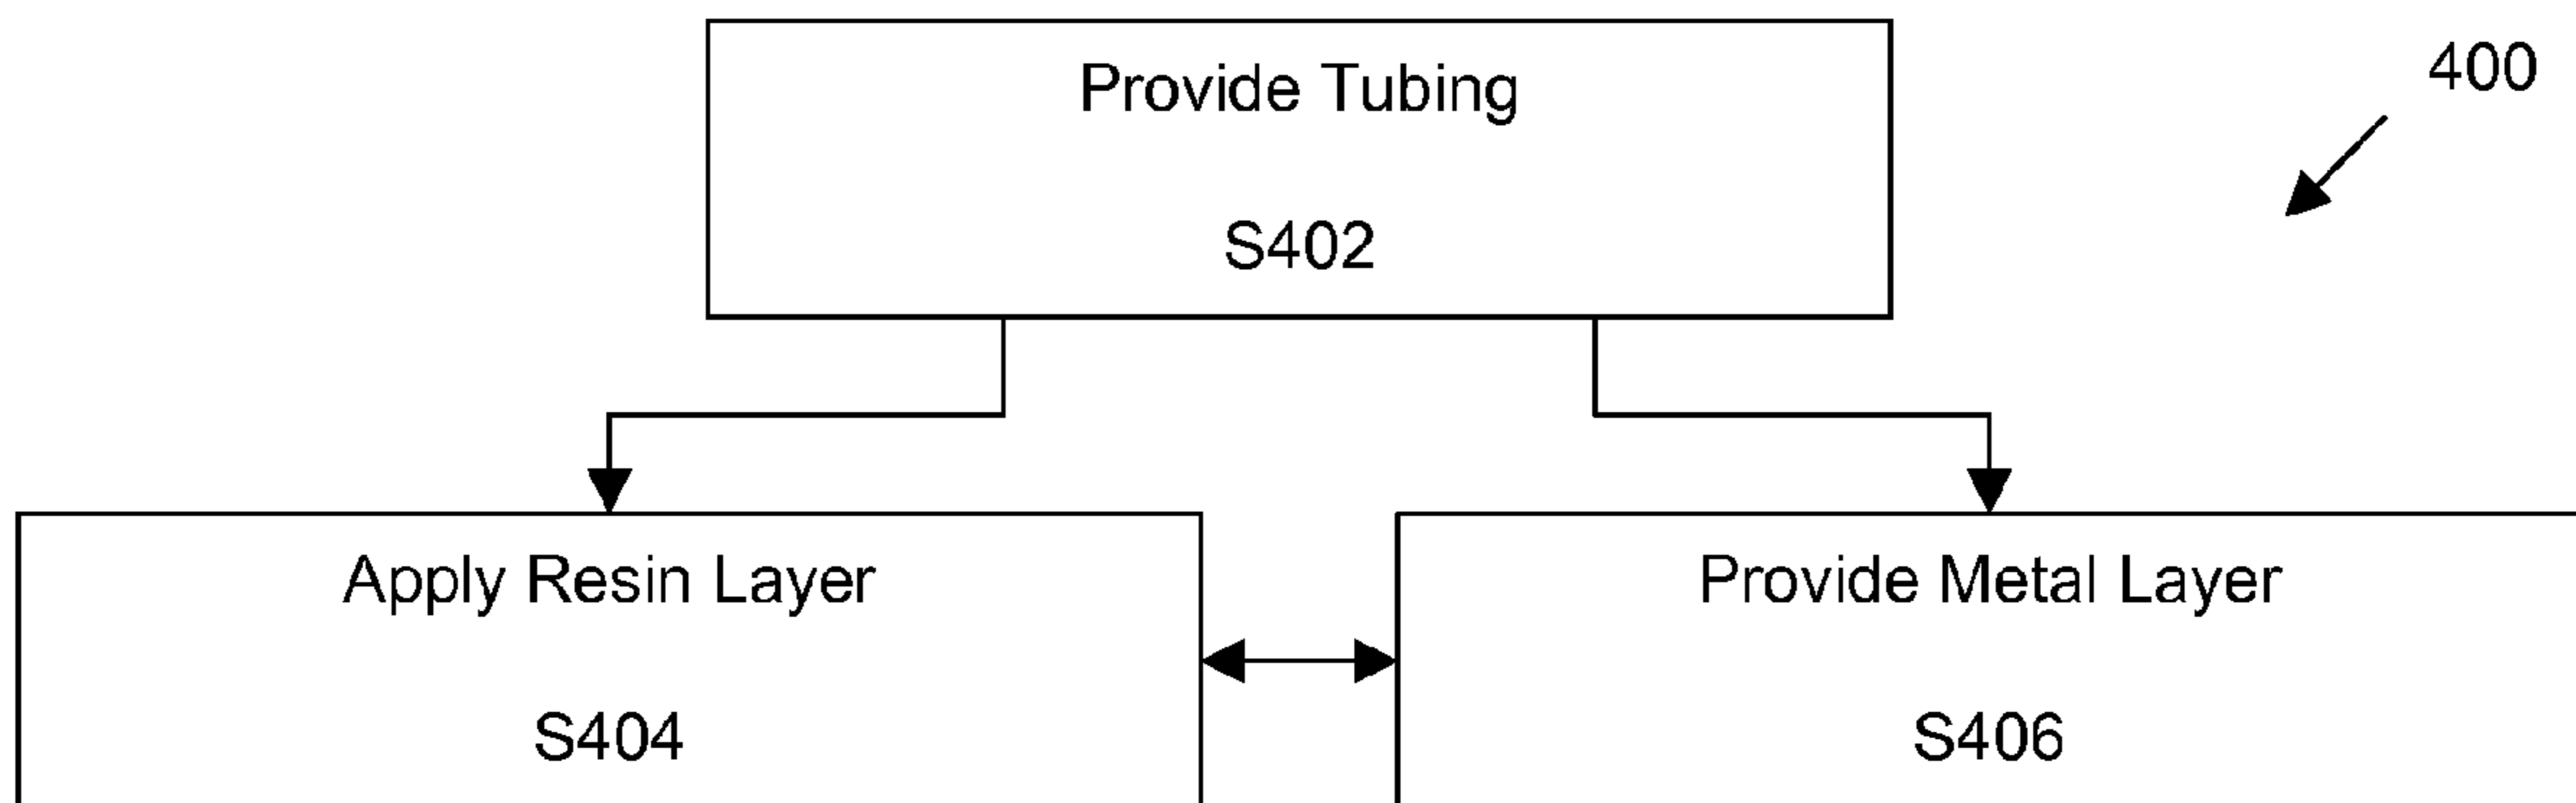 Provide Tubing
S402
400
Apply Resin Layer
S404
Provide Metal Layer
S406